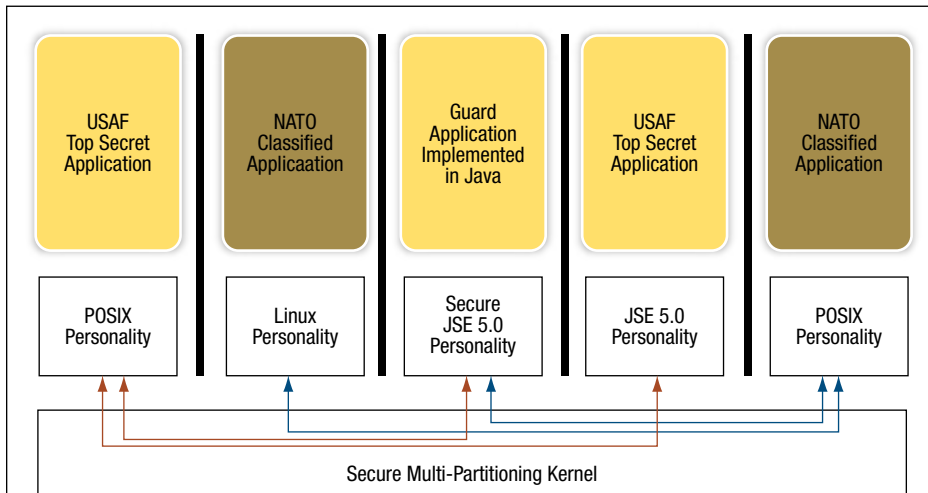 USAF
Top Secret
Application
NATO
Classified
Applicaation
Guard
Application
Implemented
in Java
USAF
Top Secret
Application
NATO
Classified
Application
POSIX
Personality
Linux
Personality
Secure
JSE 5.0
Personality
JSE 5.0
Personality
POSIX
Personality
Secure Multi-Partitioning Kernel